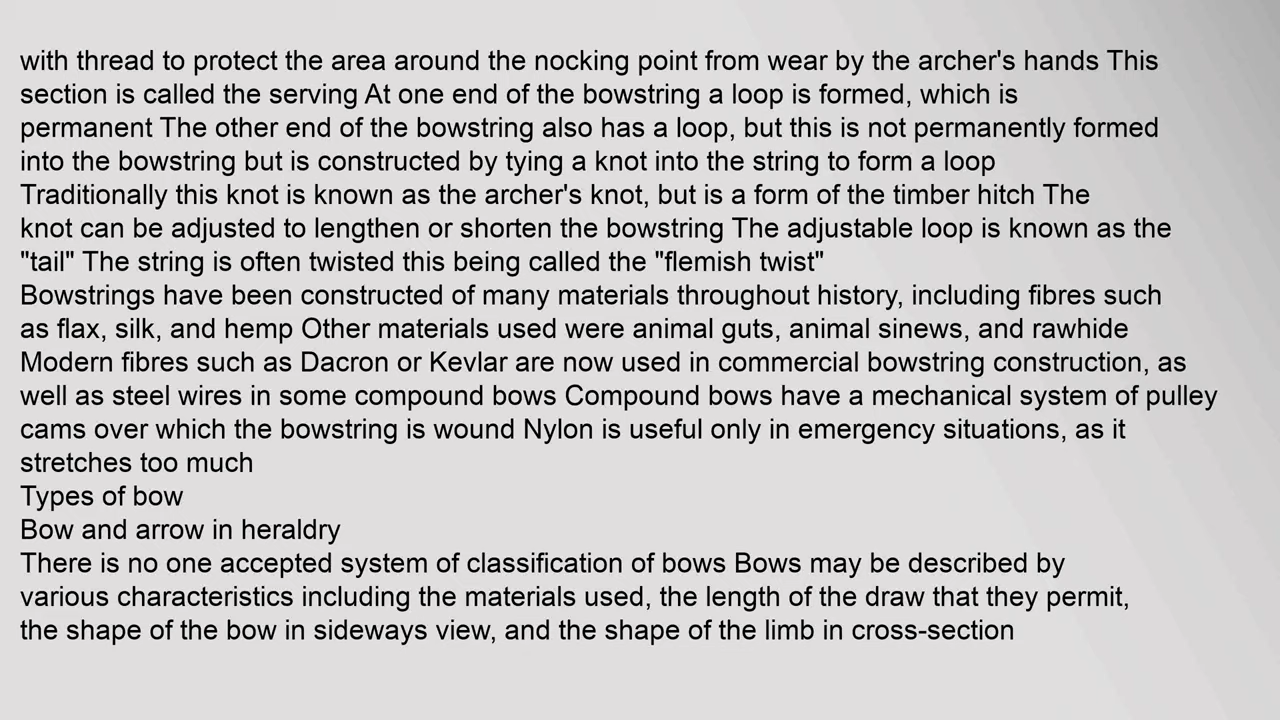 with thread to protect the area around the nocking point from wear by the archer's hands This
section is called the serving At one end of the bowstring a loop is formed, which is
permanent The other end of the bowstring also has a loop, but this is not permanently formed
into the bowstring but is constructed by tying a knot into the string to form a loop
Traditionally this knot is known as the archer's knot, but is a form of the timber hitch The
knot can be adjusted to lengthen or shorten the bowstring The adjustable loop is known as the
"tail" The string is often twisted this being called the "flemish twist"
Bowstrings have been constructed of many materials throughout history, including fibres such
as flax, silk, and hemp Other materials used were animal guts, animal sinews, and rawhide
Modern fibres such as Dacron or Kevlar are now used in commercial bowstring construction, as
well as steel wires in some compound bows Compound bows have a mechanical system of pulley
cams over which the bowstring is wound Nylon is useful only in emergency situations, as it
stretches too much
Types of bow
Bow and arrow in heraldry
There is no one accepted system of classification of bows Bows may be described by
various characteristics including the materials used, the length of the draw that they permit,
the shape of the bow in sideways view, and the shape of the limb in cross-section